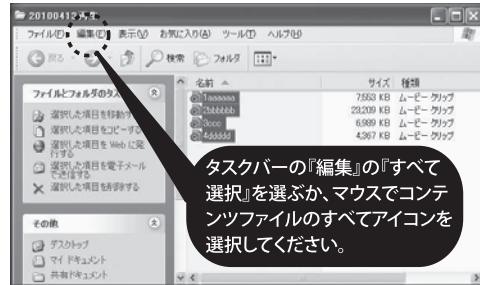 20100412
ファイル(F) 編集(E) 表示(V) お気に入り(A) ツール(T) ヘルプ(H)
戻る 検索 フォルダ
ファイルとフォルダのタス
選択した項目を移動す
選択した項目をコピーする
選択した項目を Web に発
行する
選択した項目を電子メール
で送信する
選択した項目を削除する
その他
デスクトップ
マイ ドキュメント
共有ドキュメント
名前 サイズ 種類
1aaaaaa 7,553 KB ムービー クリップ
2bbbbbb 23,209 KB ムービー クリップ
3ccc 6,989 KB ムービー クリップ
4ddddd 4,367 KB ムービー クリップ
タスクバーの『編集』の『すべて
選択』を選ぶか、マウスでコンテ
ンツファイルのすべてアイコンを
選択してください。